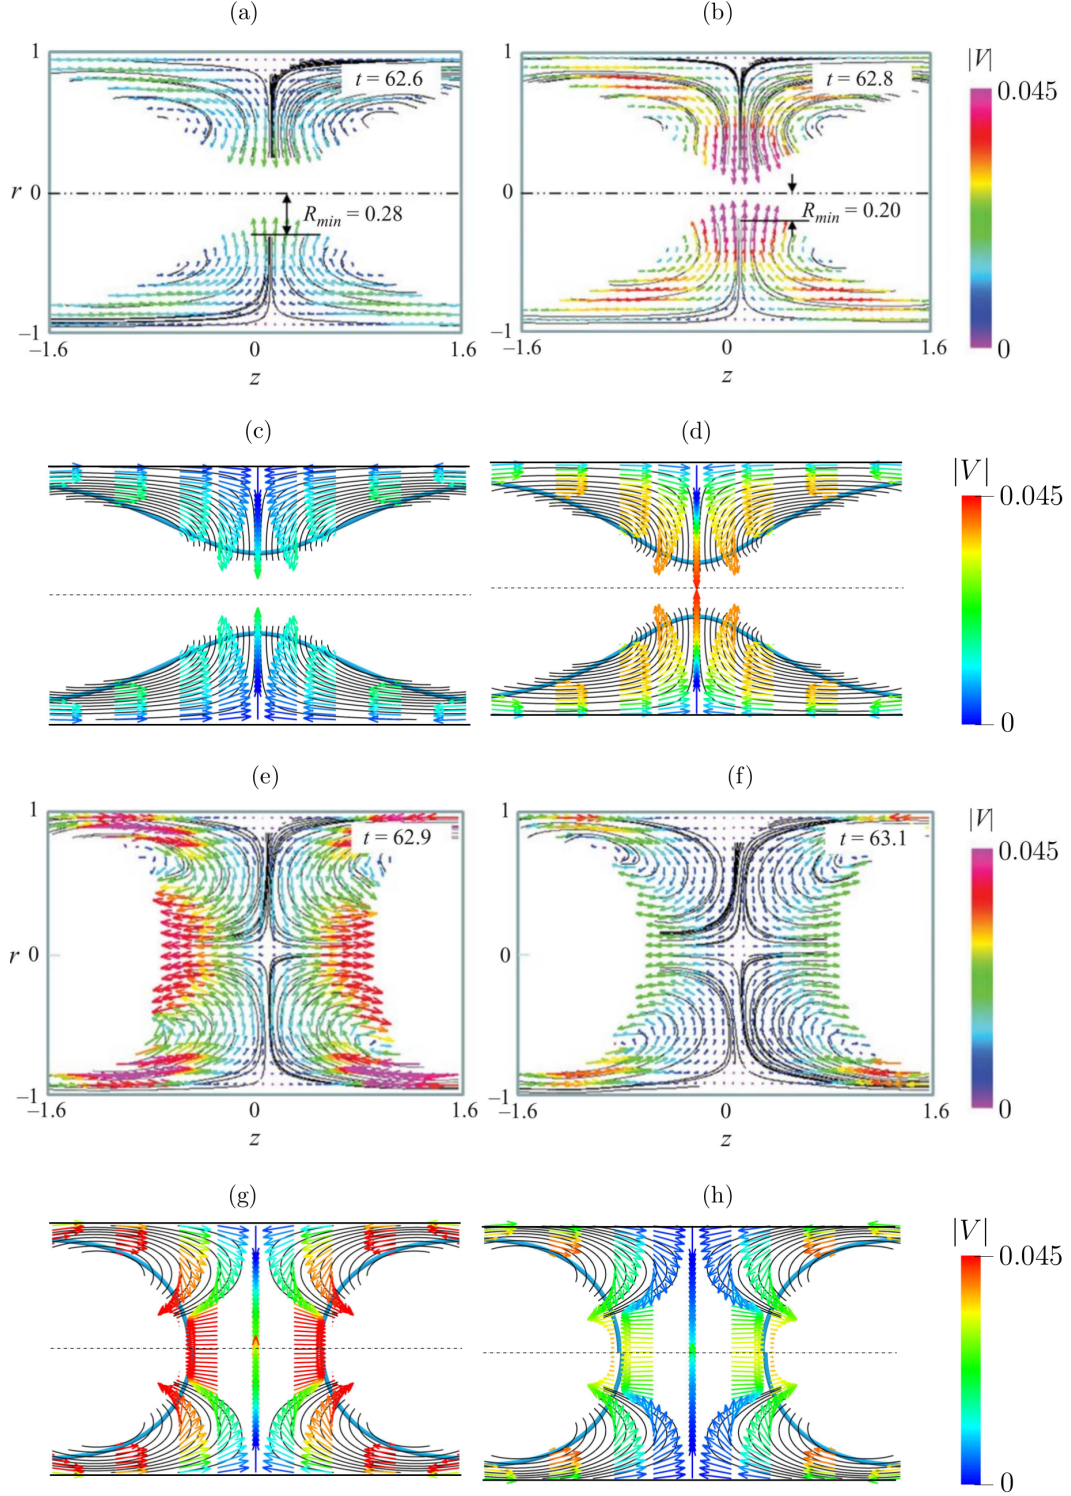 (a) (b)
1 1 |V|
t = 62.6 t = 62.8 0.045
r 0 0
R_min = 0.28 R_min = 0.20
−1 −1 0
−1.6 0 1.6 −1.6 0 1.6
z z
(c) (d)
|V|
0.045
0
(e) (f)
1 1 |V|
t = 62.9 t = 63.1 0.045
r 0 0
−1 −1 0
−1.6 0 1.6 −1.6 0 1.6
z z
(g) (h)
|V|
0.045
0